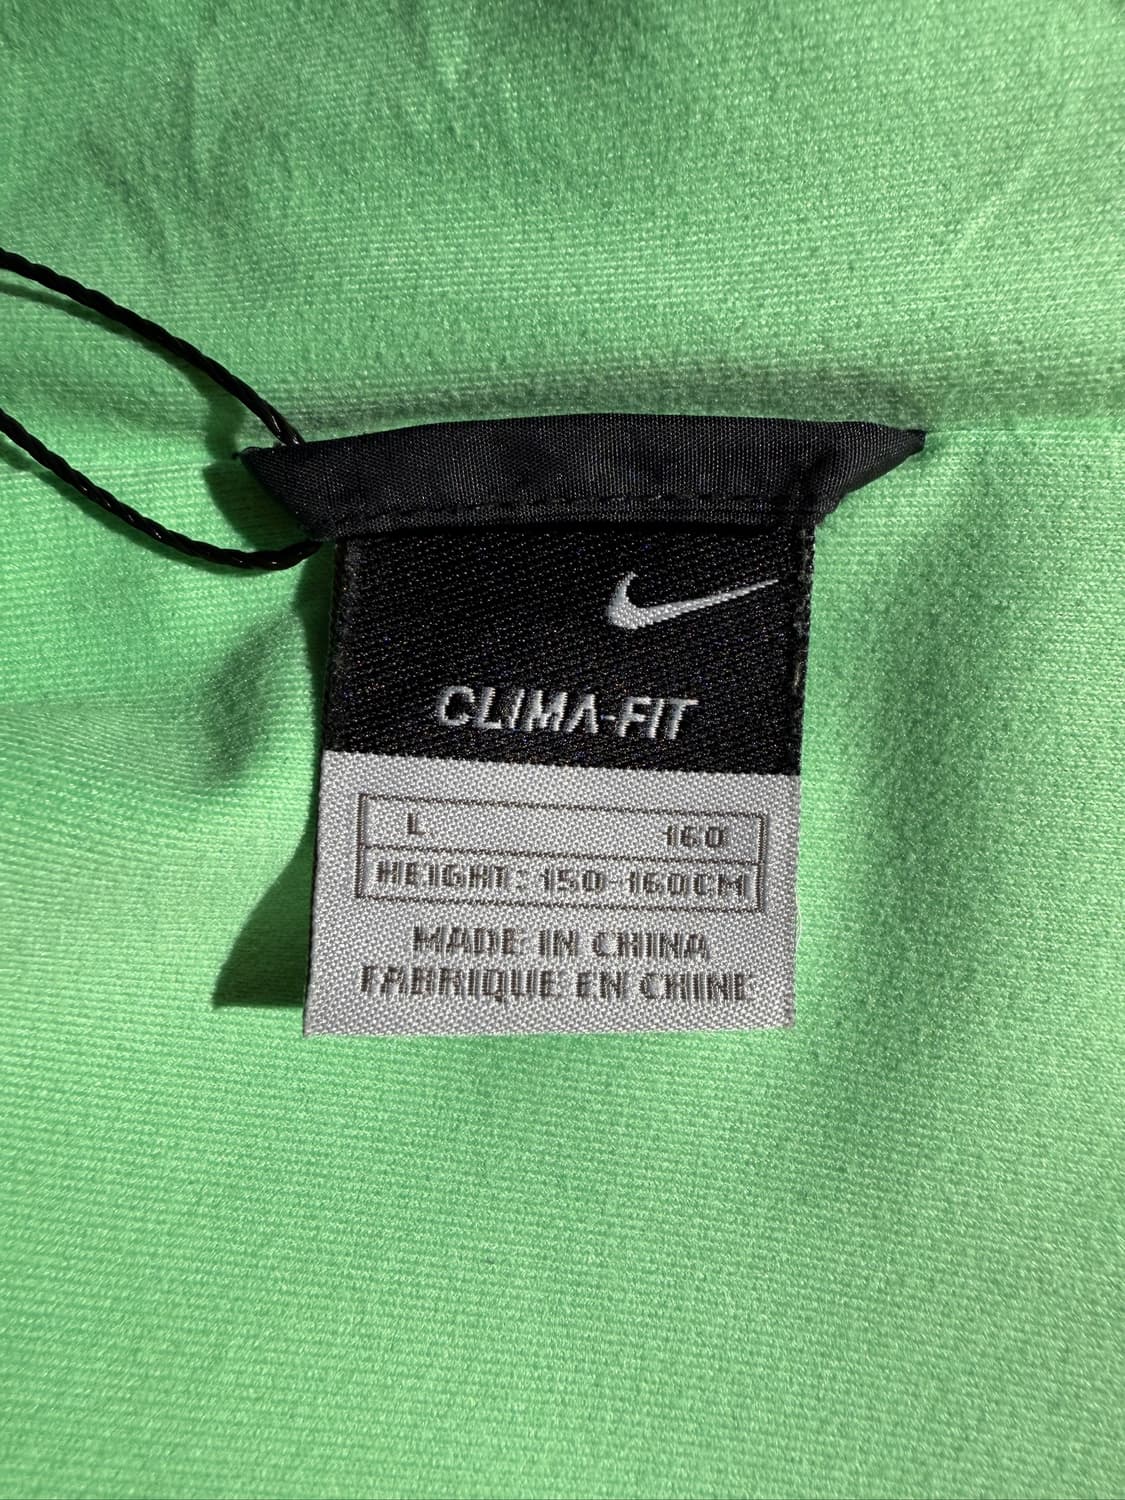 CLIMA-FIT
L 160
HEIGHT: 150-160CM
MADE IN CHINA
FABRIQUE EN CHINE